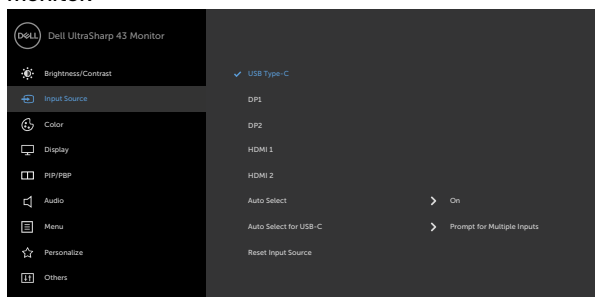 DELL Dell UltraSharp 43 Monitor
Brightness/Contrast
Input Source
Color
Display
PIP/PBP
Audio
Menu
Personalize
Others
USB Type-C
DP1
DP2
HDMI 1
HDMI 2
Auto Select On
Auto Select for USB-C Prompt for Multiple Inputs
Reset Input Source